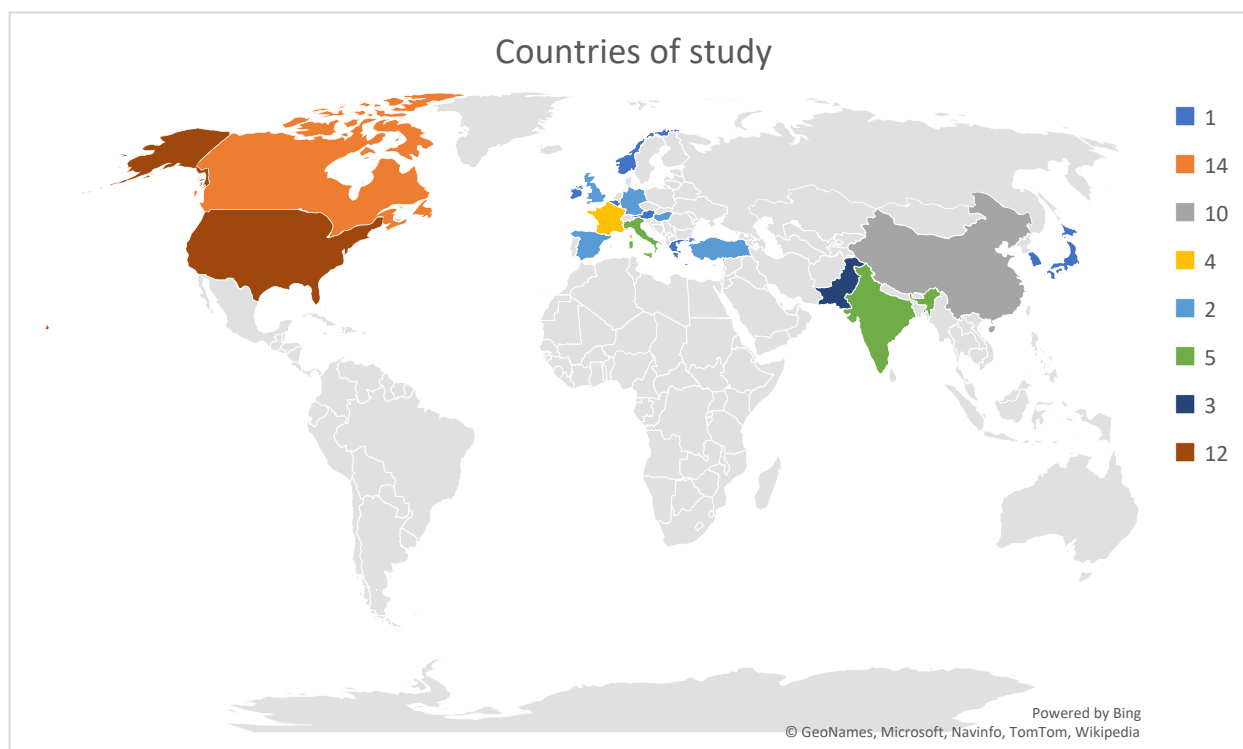 Countries of study
1
14
10
4
2
5
3
12
Powered by Bing
© GeoNames, Microsoft, Navinfo, TomTom, Wikipedia